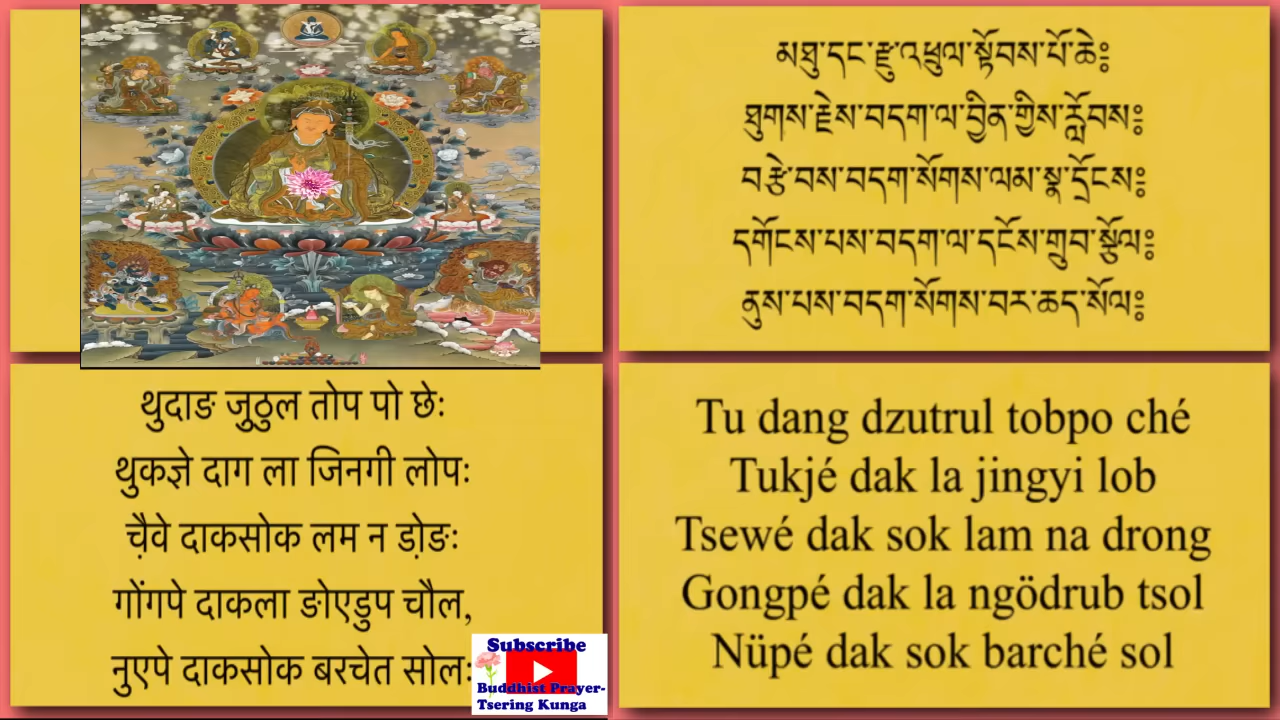 མཐུ་དང་རྫུ་འཕྲུལ་སྟོབས་པོ་ཆེ༔
ཐུགས་རྗེས་བདག་ལ་བྱིན་གྱིས་རློབས༔
བརྩེ་བས་བདག་སོགས་ལམ་སྣ་དྲོངས༔
དགོངས་པས་བདག་ལ་དངོས་གྲུབ་སྩོལ༔
ནུས་པས་བདག་སོགས་བར་ཆད་སོལ༔
थुदाङ जु़ठुल तोप पो छेः
थुकज्ञे दाग ला जिनगी लोपः
च़ैवे दाकसोक लम न डो़ङः
गोंगपे दाकला ङोएडुप चौल,
नुएपे दाकसोक बरचेत सोलः
Tu dang dzutrul tobpo ché
Tukjé dak la jingyi lob
Tsewé dak sok lam na drong
Gongpé dak la ngödrub tsol
Nüpé dak sok barché sol
Subscribe
Buddhist Prayer-
Tsering Kunga